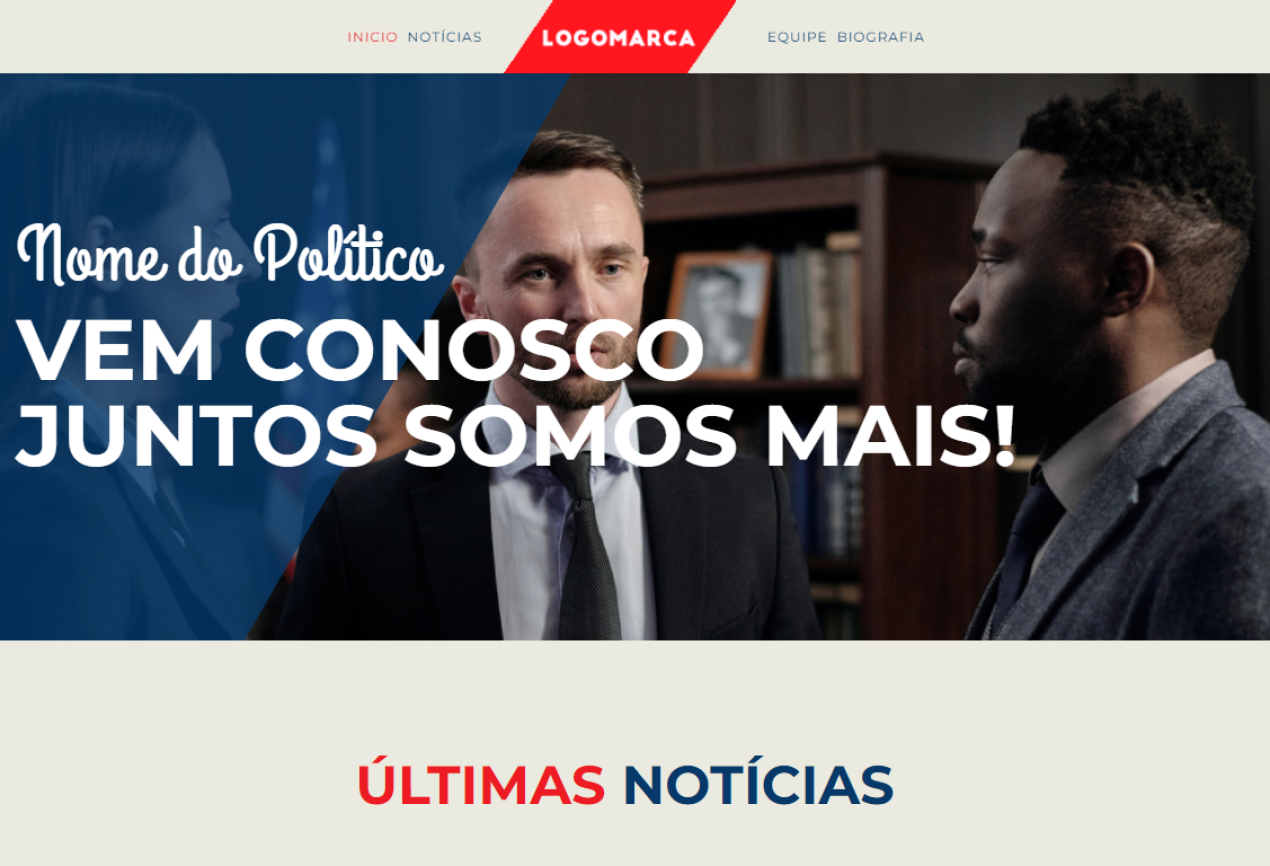 INICIO NOTÍCIAS LOGOMARCA EQUIPE BIOGRAFIA
Nome do Político
VEM CONOSCO
JUNTOS SOMOS MAIS!
ÚLTIMAS NOTÍCIAS